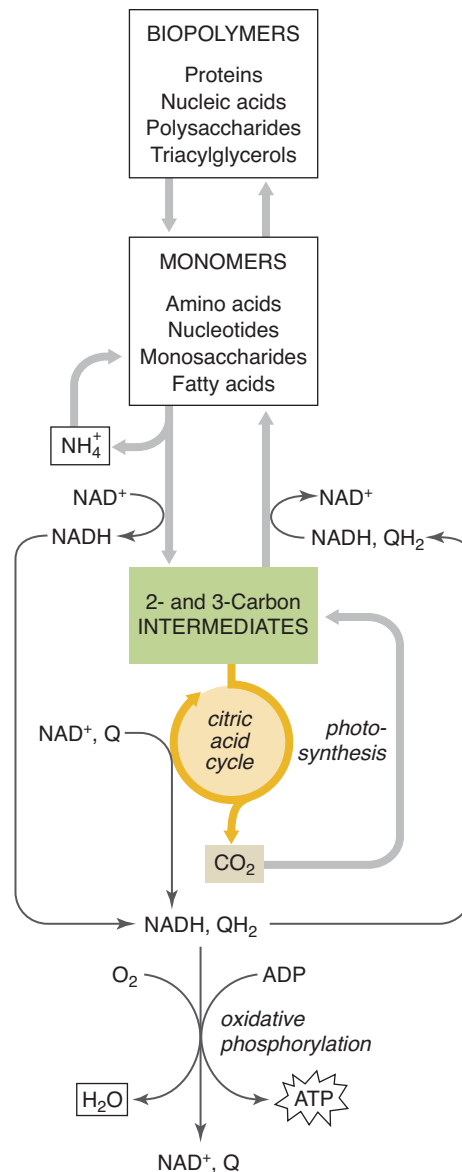 BIOPOLYMERS
Proteins
Nucleic acids
Polysaccharides
Triacylglycerols
MONOMERS
Amino acids
Nucleotides
Monosaccharides
Fatty acids
NH₄⁺
NAD⁺
NADH
NAD⁺
NADH, QH₂
2- and 3-Carbon
INTERMEDIATES
NAD⁺, Q
citric
acid
cycle
photo-
synthesis
CO₂
NADH, QH₂
O₂
ADP
oxidative
phosphorylation
H₂O
ATP
NAD⁺, Q